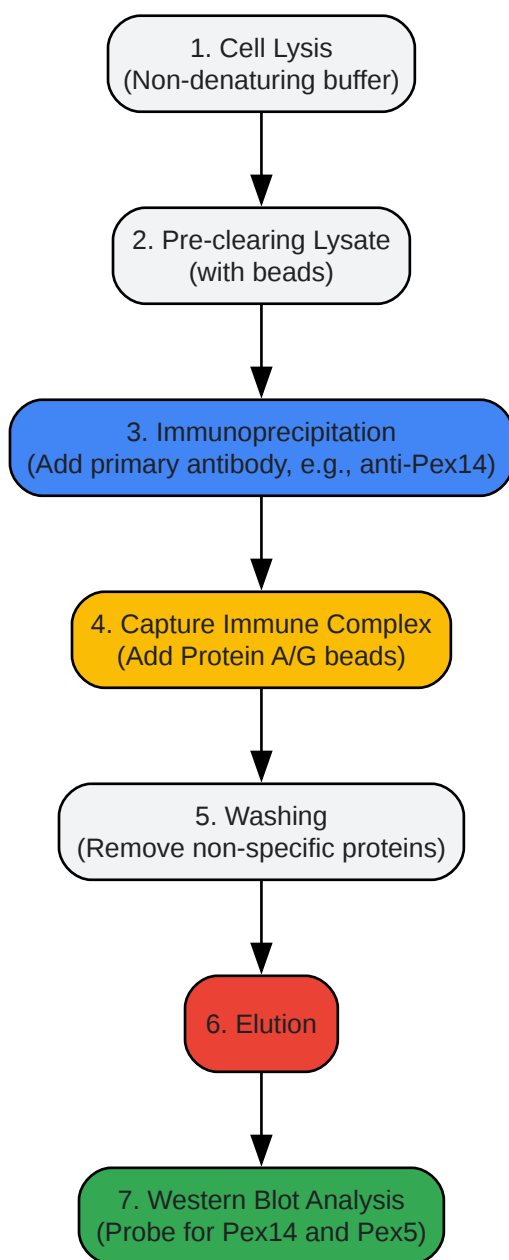 1. Cell Lysis
(Non-denaturing buffer)
2. Pre-clearing Lysate
(with beads)
3. Immunoprecipitation
(Add primary antibody, e.g., anti-Pex14)
4. Capture Immune Complex
(Add Protein A/G beads)
5. Washing
(Remove non-specific proteins)
6. Elution
7. Western Blot Analysis
(Probe for Pex14 and Pex5)